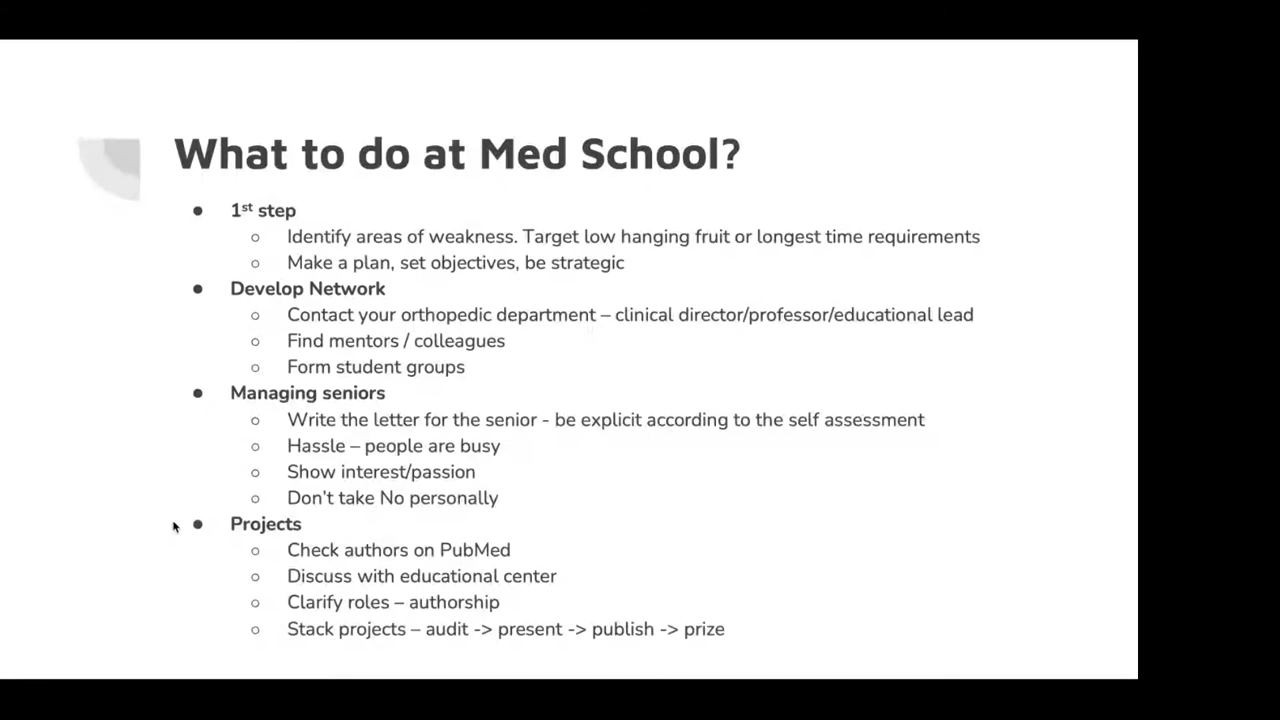 What to do at Med School?
● 1st step
○ Identify areas of weakness. Target low hanging fruit or longest time requirements
○ Make a plan, set objectives, be strategic
● Develop Network
○ Contact your orthopedic department – clinical director/professor/educational lead
○ Find mentors / colleagues
○ Form student groups
● Managing seniors
○ Write the letter for the senior - be explicit according to the self assessment
○ Hassle – people are busy
○ Show interest/passion
○ Don't take No personally
● Projects
○ Check authors on PubMed
○ Discuss with educational center
○ Clarify roles – authorship
○ Stack projects – audit -> present -> publish -> prize